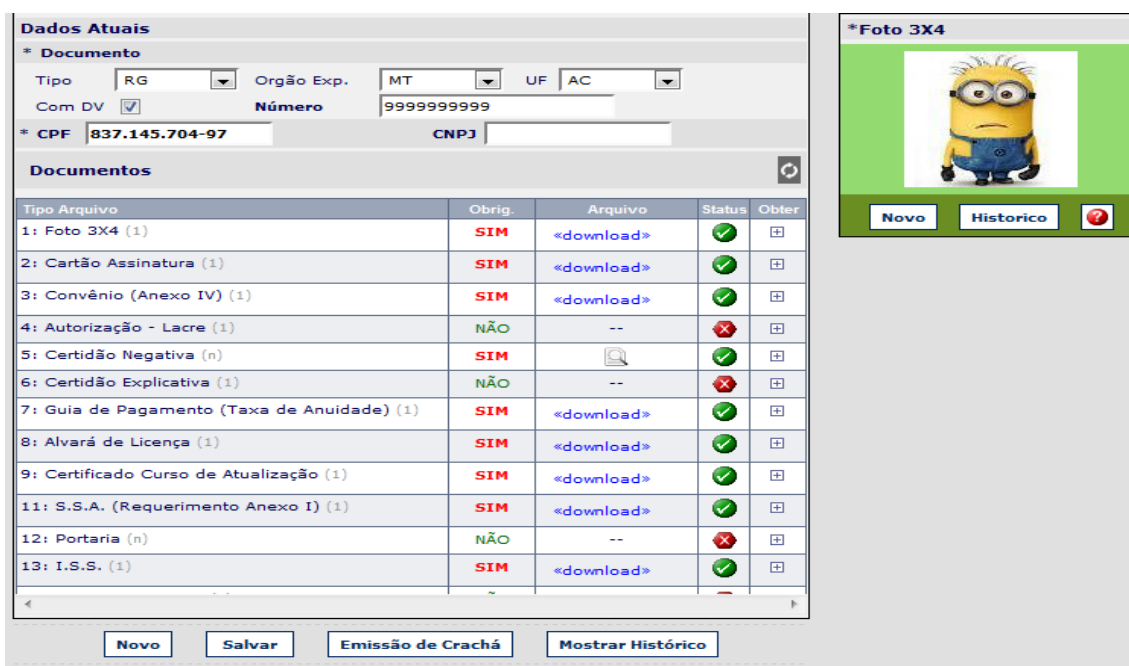 Dados Atuais
* Documento
Tipo RG Orgão Exp. MT UF AC
Com DV Número 9999999999
* CPF 837.145.704-97 CNPJ
Documentos
Tipo Arquivo Obrig. Arquivo Status Obter
1: Foto 3X4 (1) SIM «download»
2: Cartão Assinatura (1) SIM «download»
3: Convênio (Anexo IV) (1) SIM «download»
4: Autorização - Lacre (1) NÃO --
5: Certidão Negativa (n) SIM
6: Certidão Explicativa (1) NÃO --
7: Guia de Pagamento (Taxa de Anuidade) (1) SIM «download»
8: Alvará de Licença (1) SIM «download»
9: Certificado Curso de Atualização (1) SIM «download»
11: S.S.A. (Requerimento Anexo I) (1) SIM «download»
12: Portaria (n) NÃO --
13: I.S.S. (1) SIM «download»
Novo Salvar Emissão de Crachá Mostrar Histórico
*Foto 3X4
Novo Historico ?